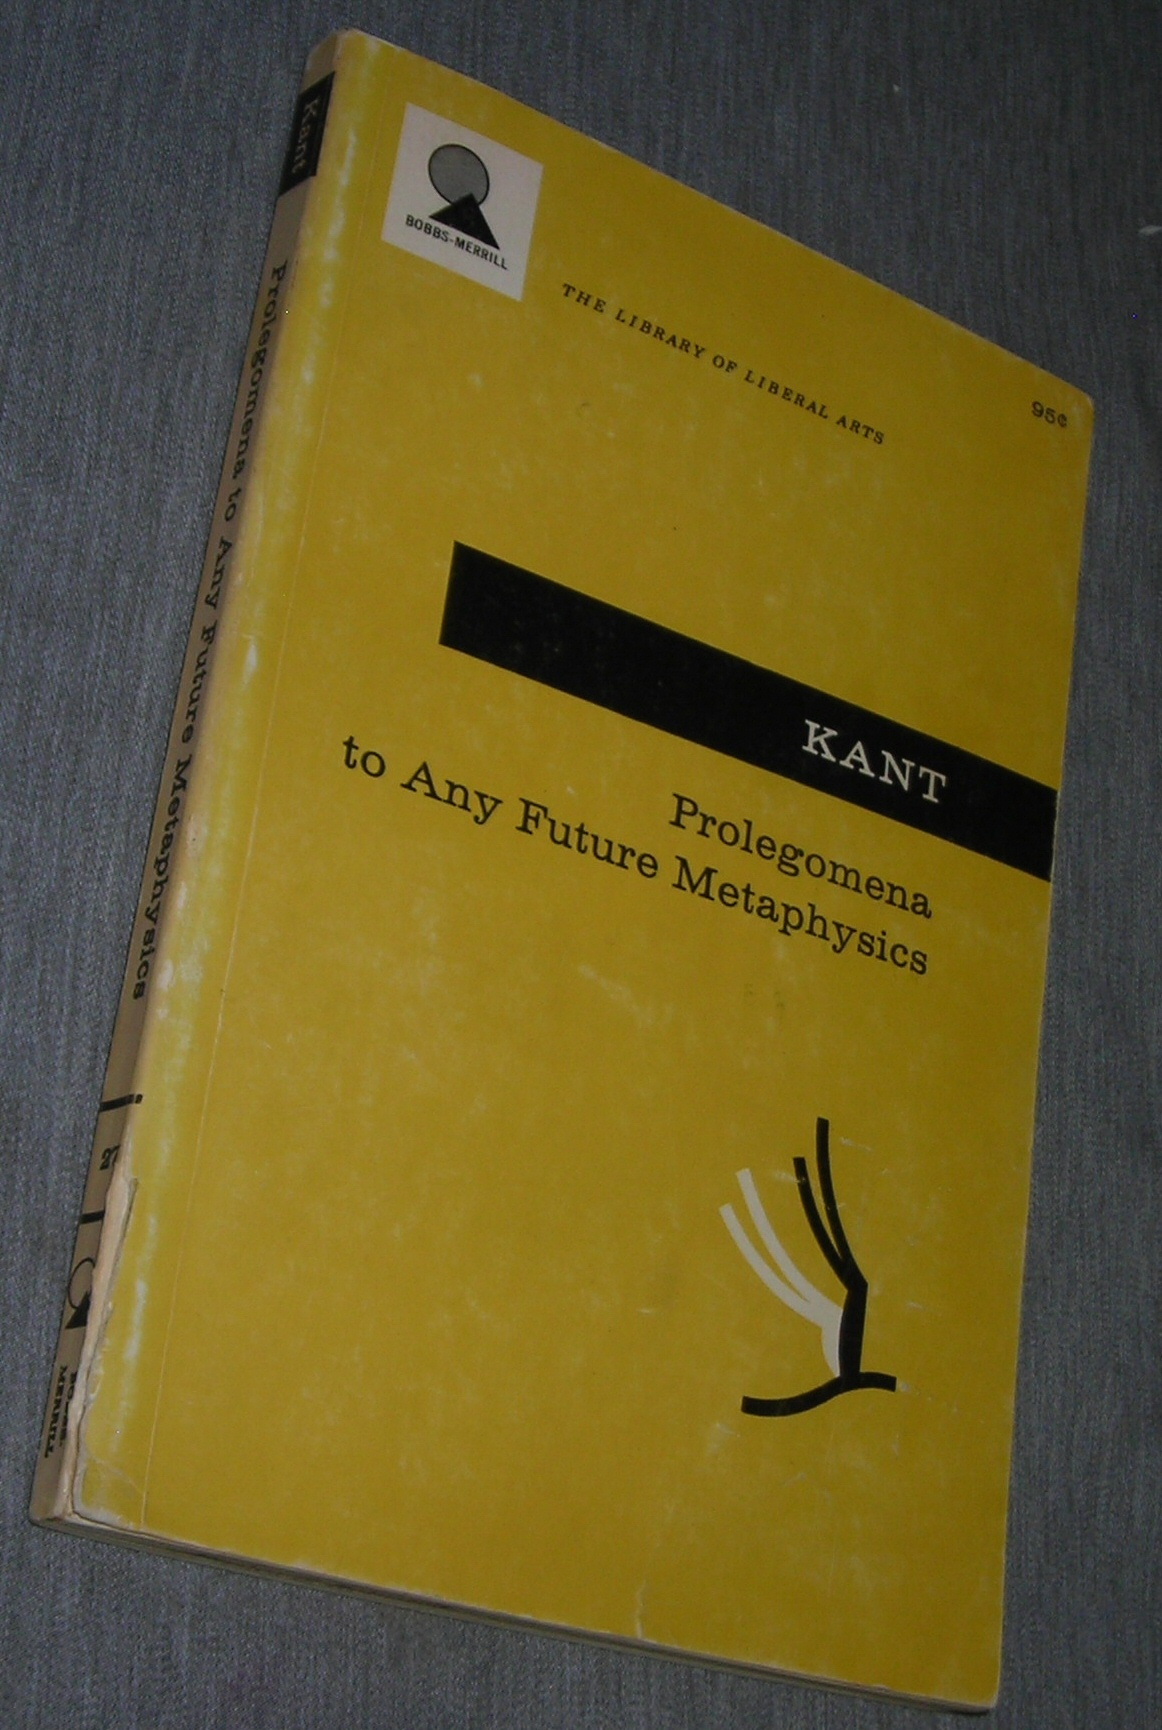 BOBBS-MERRILL
THE LIBRARY OF LIBERAL ARTS
95¢
KANT
Prolegomena
to Any Future Metaphysics
Kant
Prolegomena to Any Future Metaphysics
MERRILL